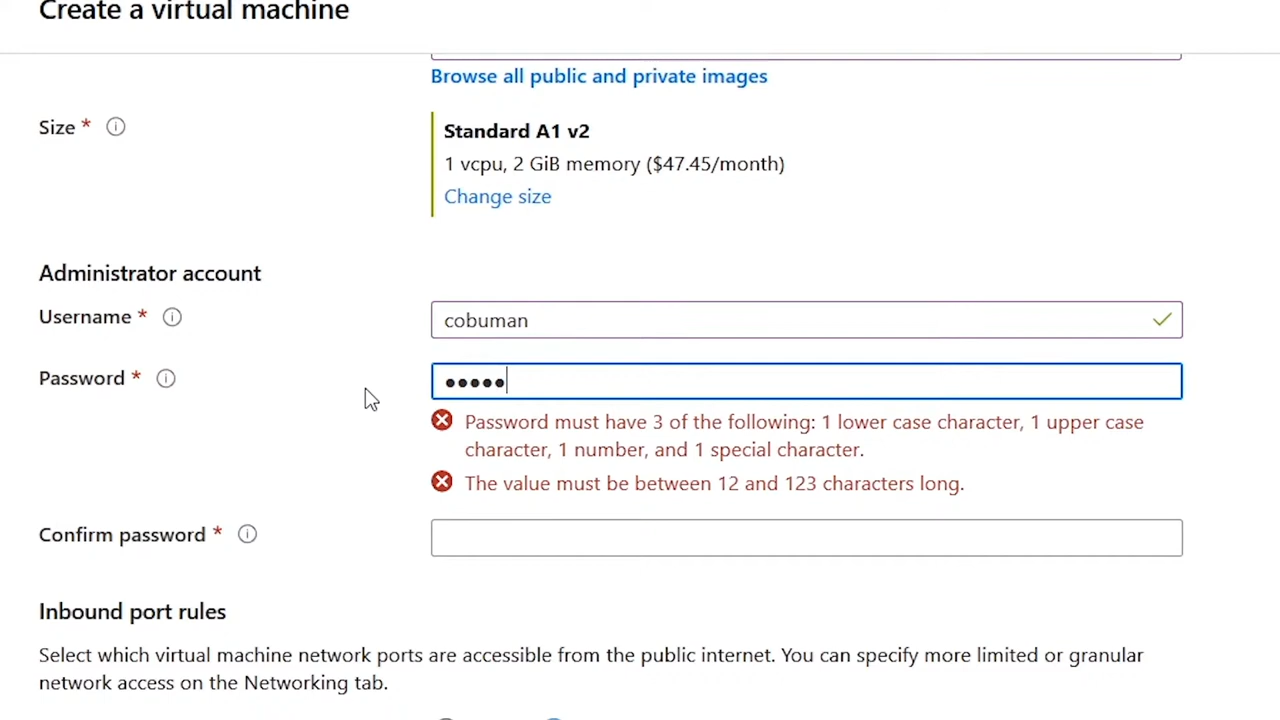 Create a virtual machine
Browse all public and private images
Size *
Standard A1 v2
1 vcpu, 2 GiB memory ($47.45/month)
Change size
Administrator account
Username *
cobuman
Password *
●●●●●
Password must have 3 of the following: 1 lower case character, 1 upper case
character, 1 number, and 1 special character.
The value must be between 12 and 123 characters long.
Confirm password *
Inbound port rules
Select which virtual machine network ports are accessible from the public internet. You can specify more limited or granular
network access on the Networking tab.